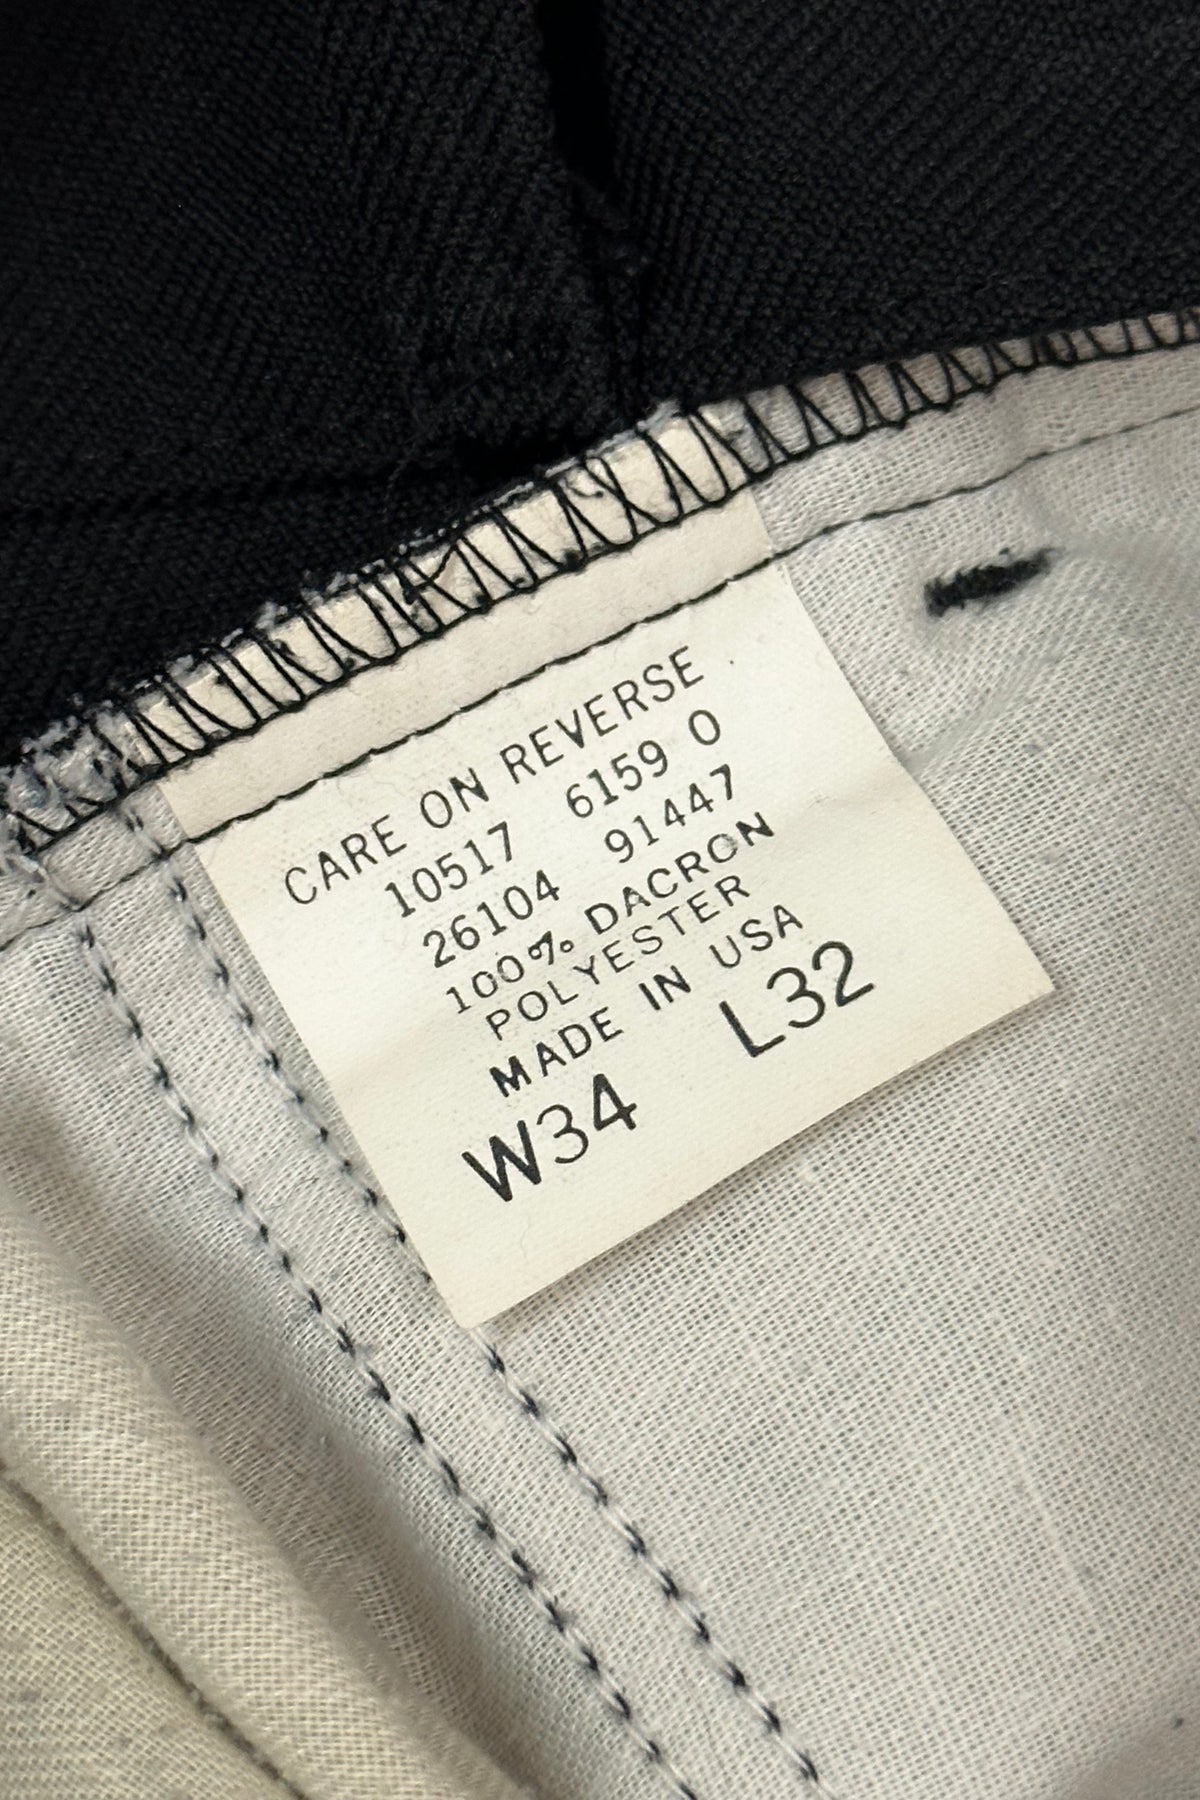 CARE ON REVERSE
10517 6159 0
26104 91447
100% DACRON
POLYESTER
MADE IN USA
W34 L32